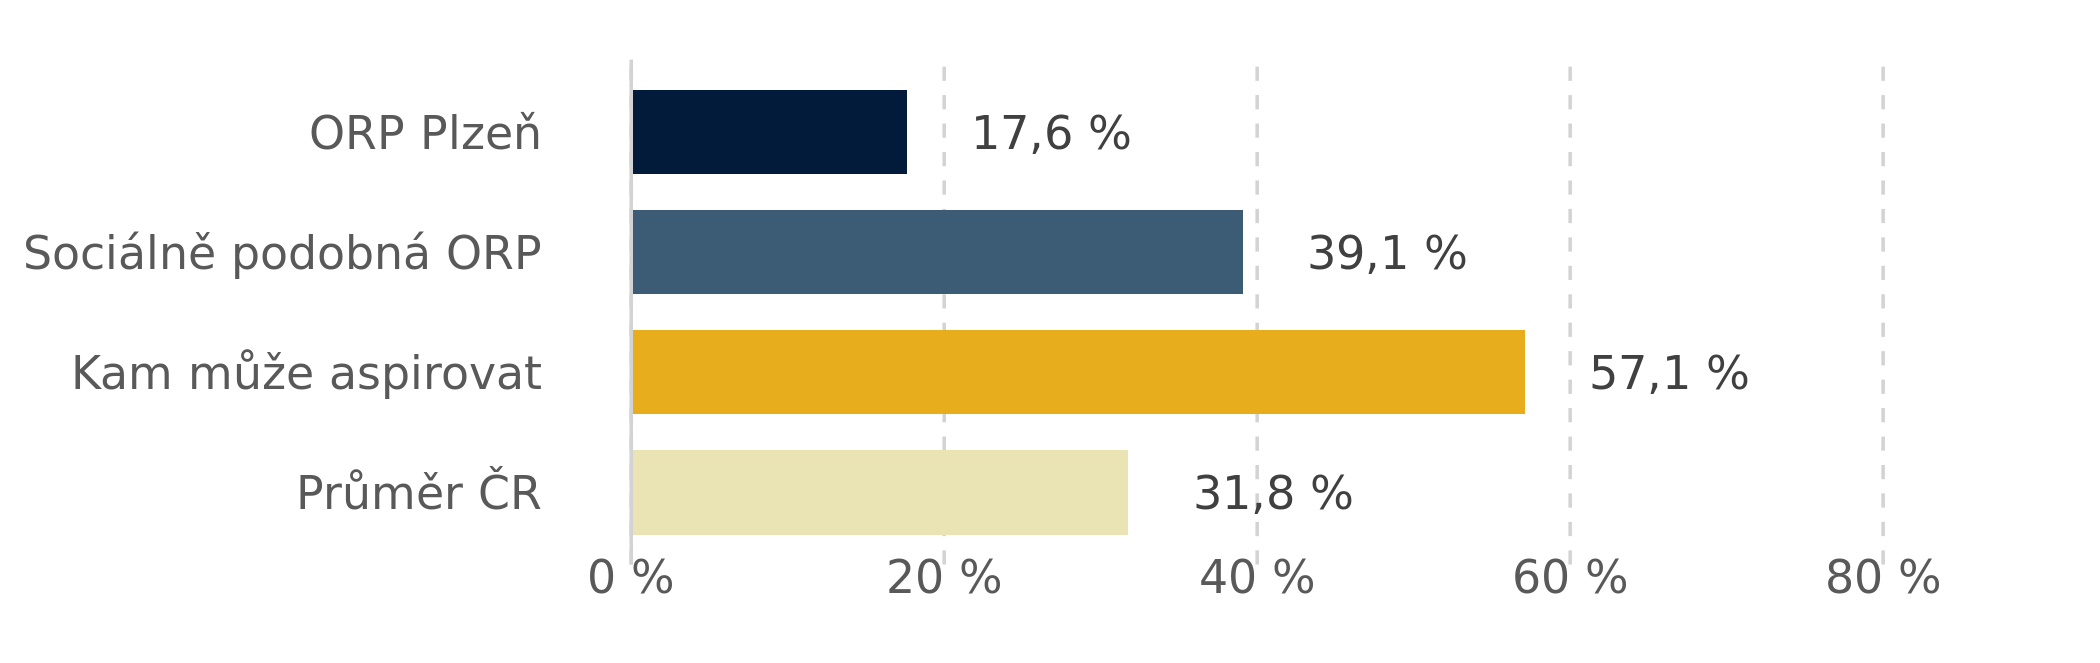 ORP Plzeň 17,6 %
Sociálně podobná ORP 39,1 %
Kam může aspirovat 57,1 %
Průměr ČR 31,8 %
0 % 20 % 40 % 60 % 80 %